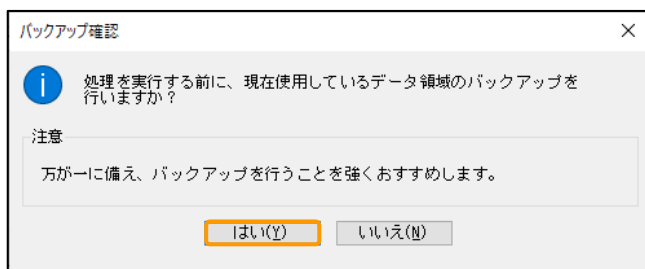 バックアップ確認
処理を実行する前に、現在使用しているデータ領域のバックアップを
行いますか？
注意
万が一に備え、バックアップを行うことを強くおすすめします。
はい(Y)
いいえ(N)